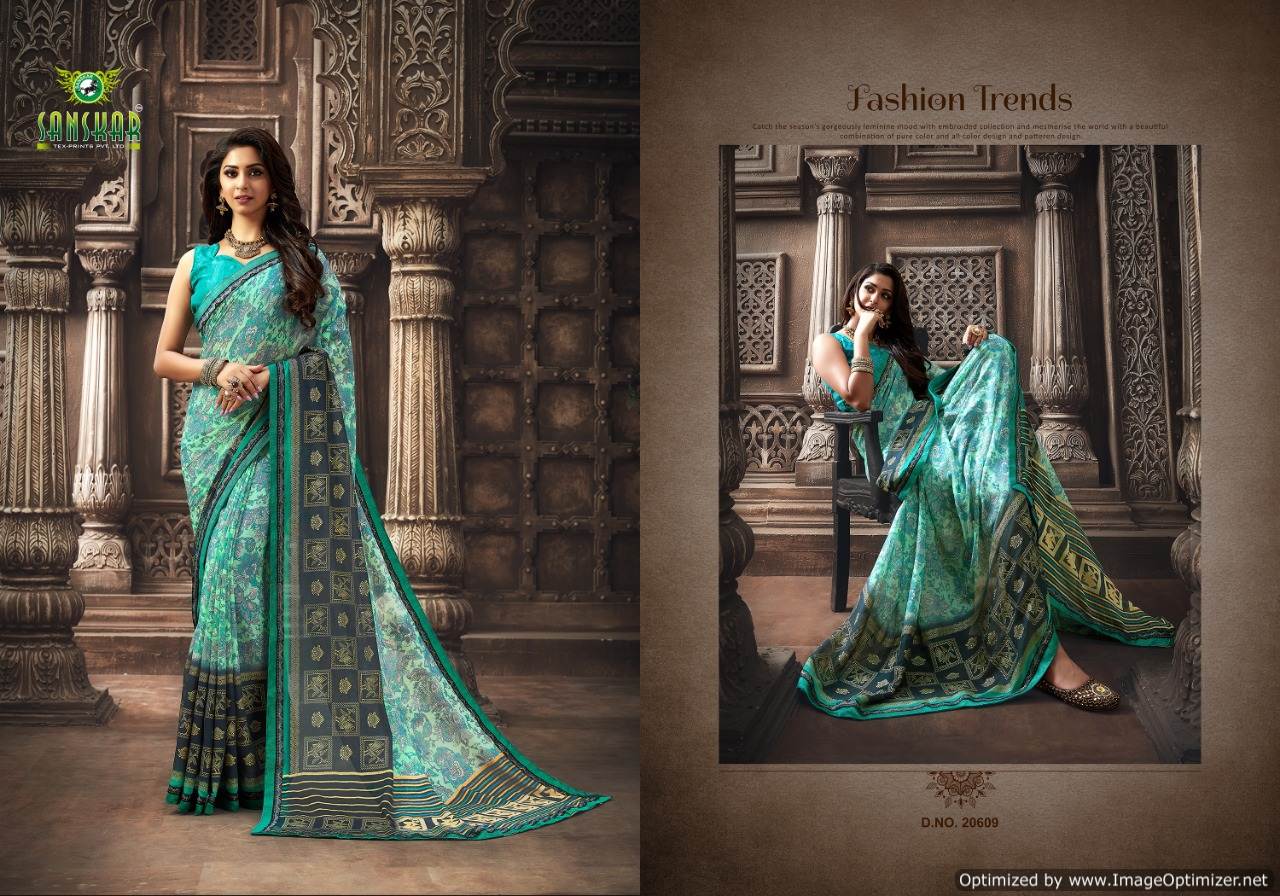 SANSKAR
TEX-PRINTS PVT. LTD
Fashion Trends
Catch the season's gorgeously feminine mood with embroided collection and mesmerise the world with a beautiful
combination of pure color and all color design and patteren design.
D.NO. 20609
Optimized by www.ImageOptimizer.net